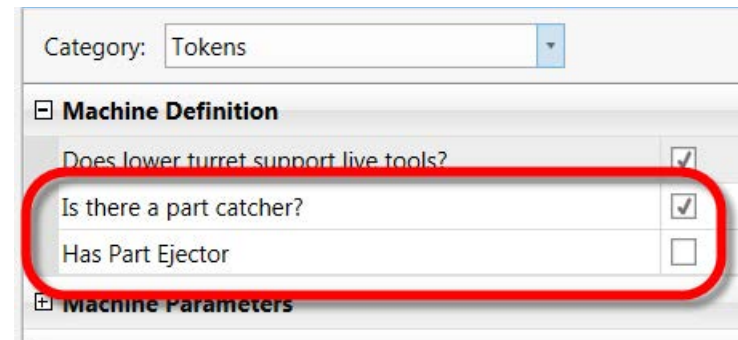 Category: Tokens
Machine Definition
Does lower turret support live tools?
Is there a part catcher?
Has Part Ejector
Machine Parameters